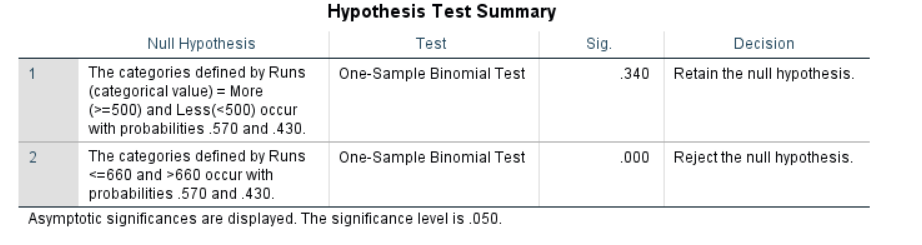 Hypothesis Test Summary
Null Hypothesis Test Sig. Decision
1 The categories defined by Runs One-Sample Binomial Test .340 Retain the null hypothesis.
(categorical value) = More
(>=500) and Less(<500) occur
with probabilities .570 and .430.
2 The categories defined by Runs One-Sample Binomial Test .000 Reject the null hypothesis.
<=660 and >660 occur with
probabilities .570 and .430.
Asymptotic significances are displayed. The significance level is .050.